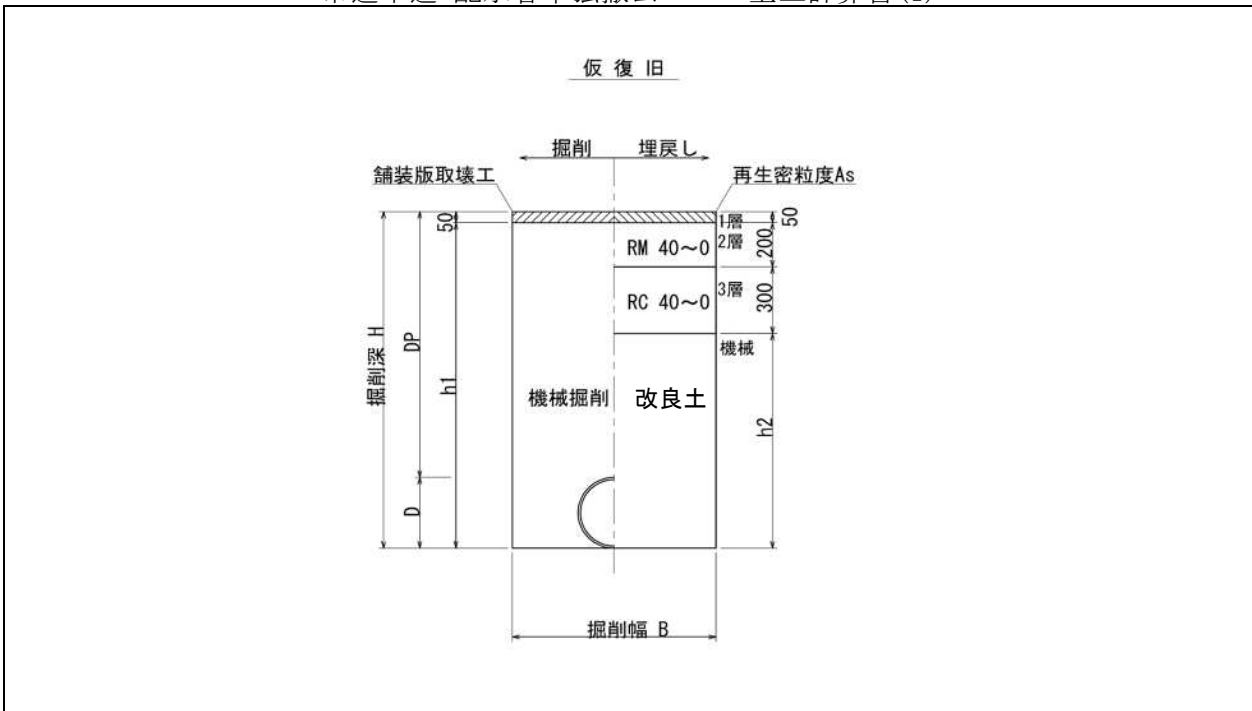 仮 復 旧
掘削 埋戻し
舗装版取壊工 再生密粒度As
50 1層 50
RM 40～0 2層 200
RC 40～0 3層 300
機械
掘削深 H DP h1 機械掘削 改良土 h2
D
掘削幅 B